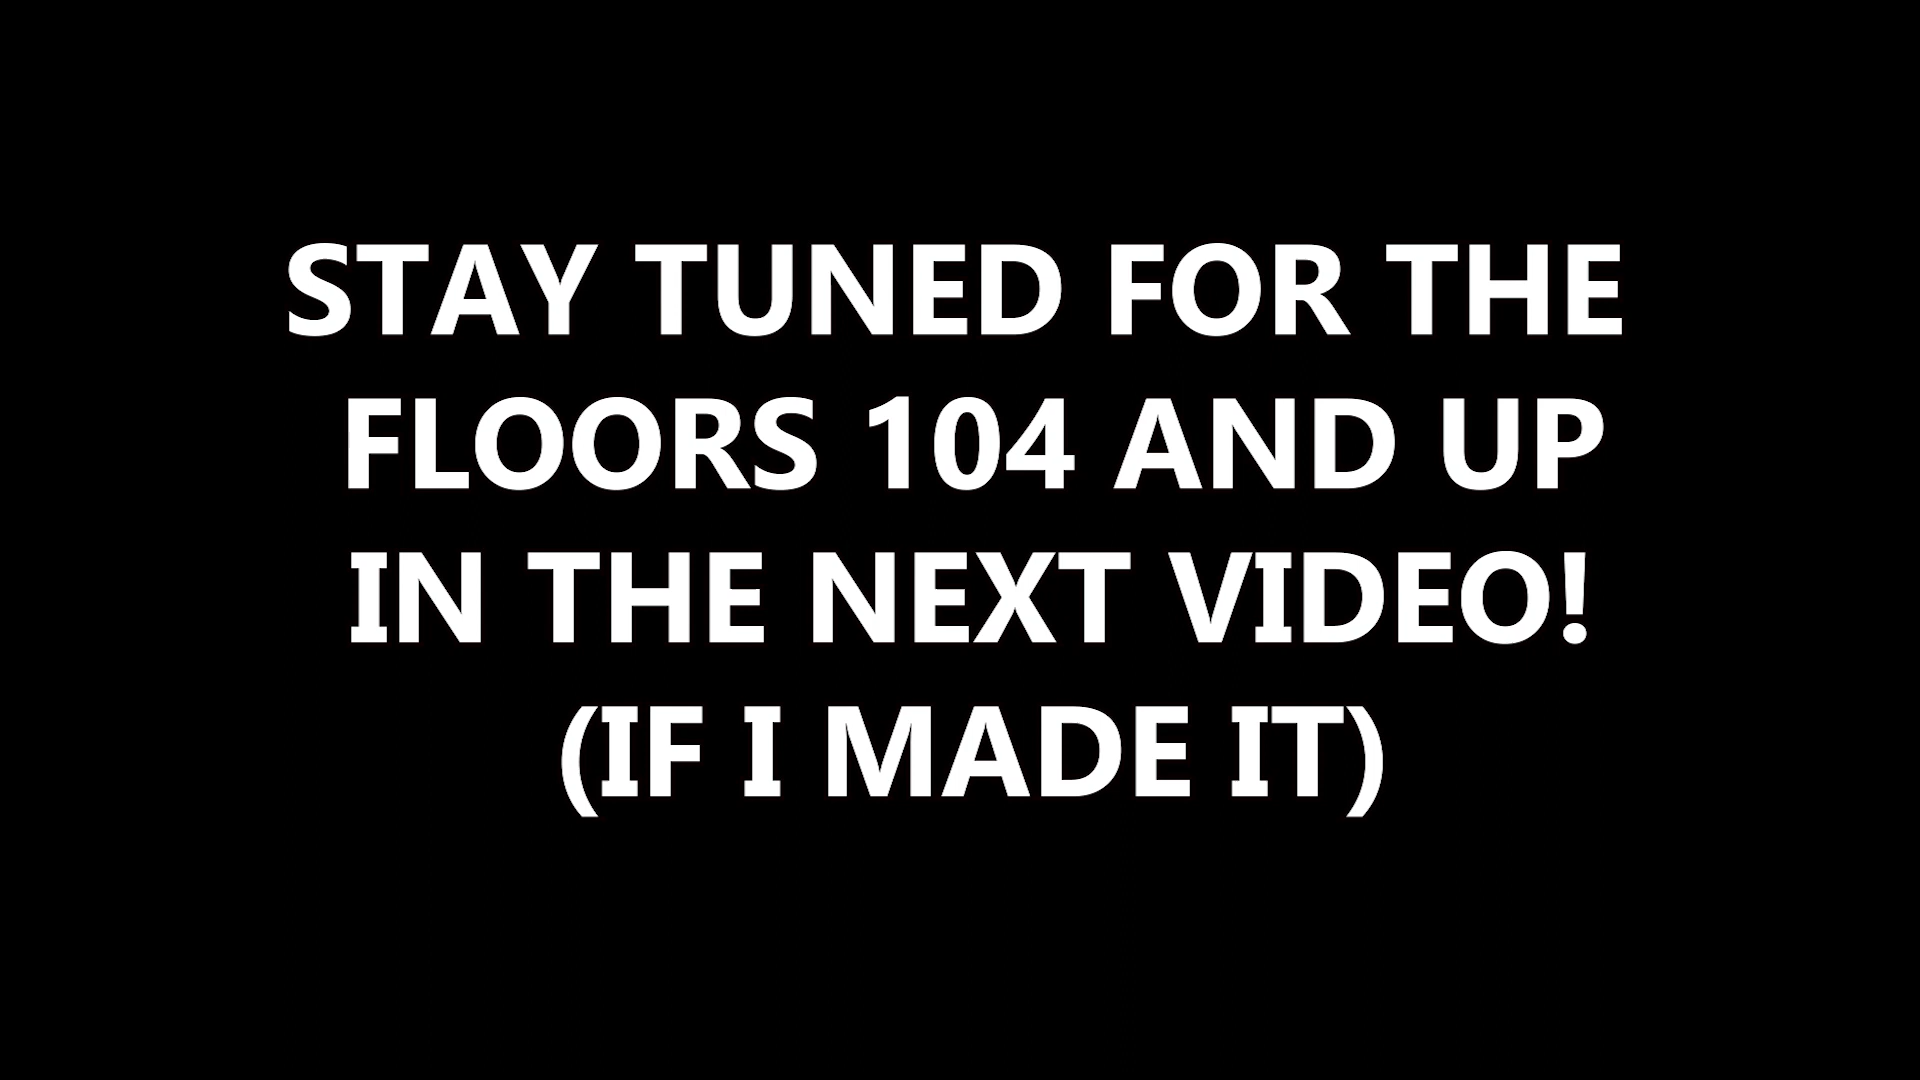 STAY TUNED FOR THE
FLOORS 104 AND UP
IN THE NEXT VIDEO!
(IF I MADE IT)